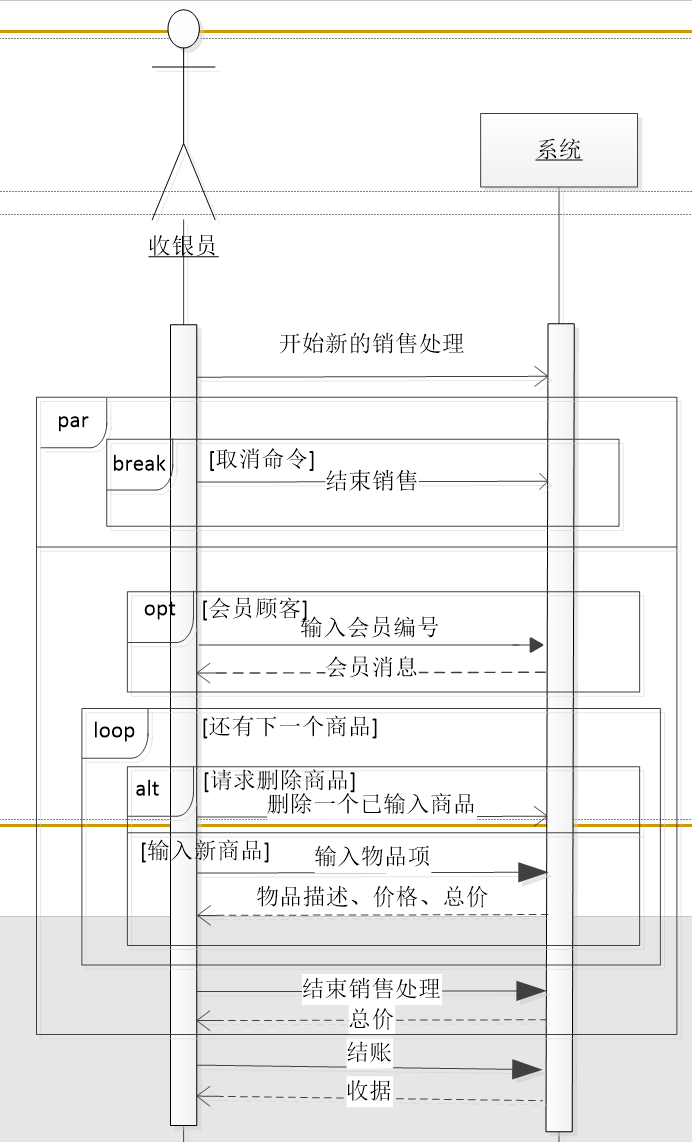 系统
收银员
开始新的销售处理
par
break
[取消命令]
结束销售
opt
[会员顾客]
输入会员编号
会员消息
loop
[还有下一个商品]
alt
[请求删除商品]
删除一个已输入商品
[输入新商品]
输入物品项
物品描述、价格、总价
结束销售处理
总价
结账
收据